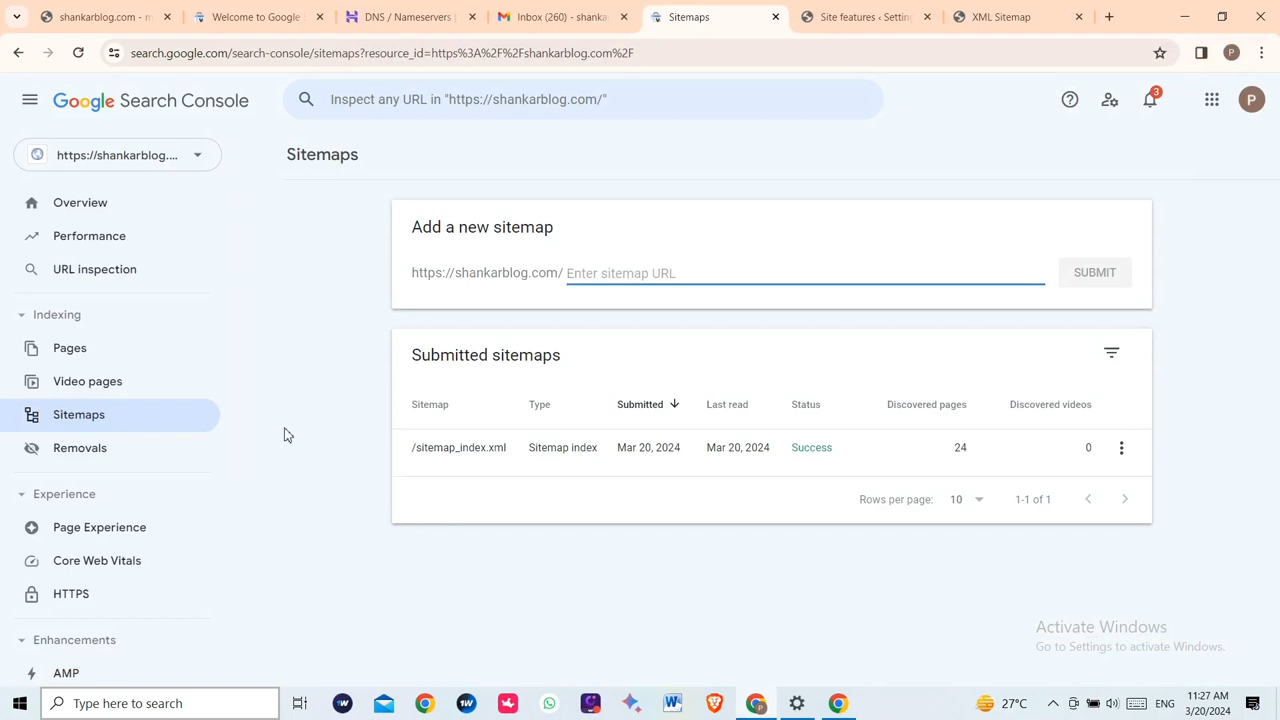 shankarblog.com - m
Welcome to Google
DNS / Nameservers
Inbox (260) - shanka
Sitemaps
Site features ‹ Settin
XML Sitemap
search.google.com/search-console/sitemaps?resource_id=https%3A%2F%2Fshankarblog.com%2F
P
Google Search Console
Inspect any URL in "https://shankarblog.com/"
3
P
https://shankarblog....
Sitemaps
Overview
Performance
URL inspection
Indexing
Pages
Video pages
Sitemaps
Removals
Experience
Page Experience
Core Web Vitals
HTTPS
Enhancements
AMP
Add a new sitemap
https://shankarblog.com/ Enter sitemap URL
SUBMIT
Submitted sitemaps
Sitemap Type Submitted Last read Status Discovered pages Discovered videos
/sitemap_index.xml Sitemap index Mar 20, 2024 Mar 20, 2024 Success 24 0
Rows per page: 10 1-1 of 1
Activate Windows
Go to Settings to activate Windows.
Type here to search
27°C
ENG
11:27 AM
3/20/2024